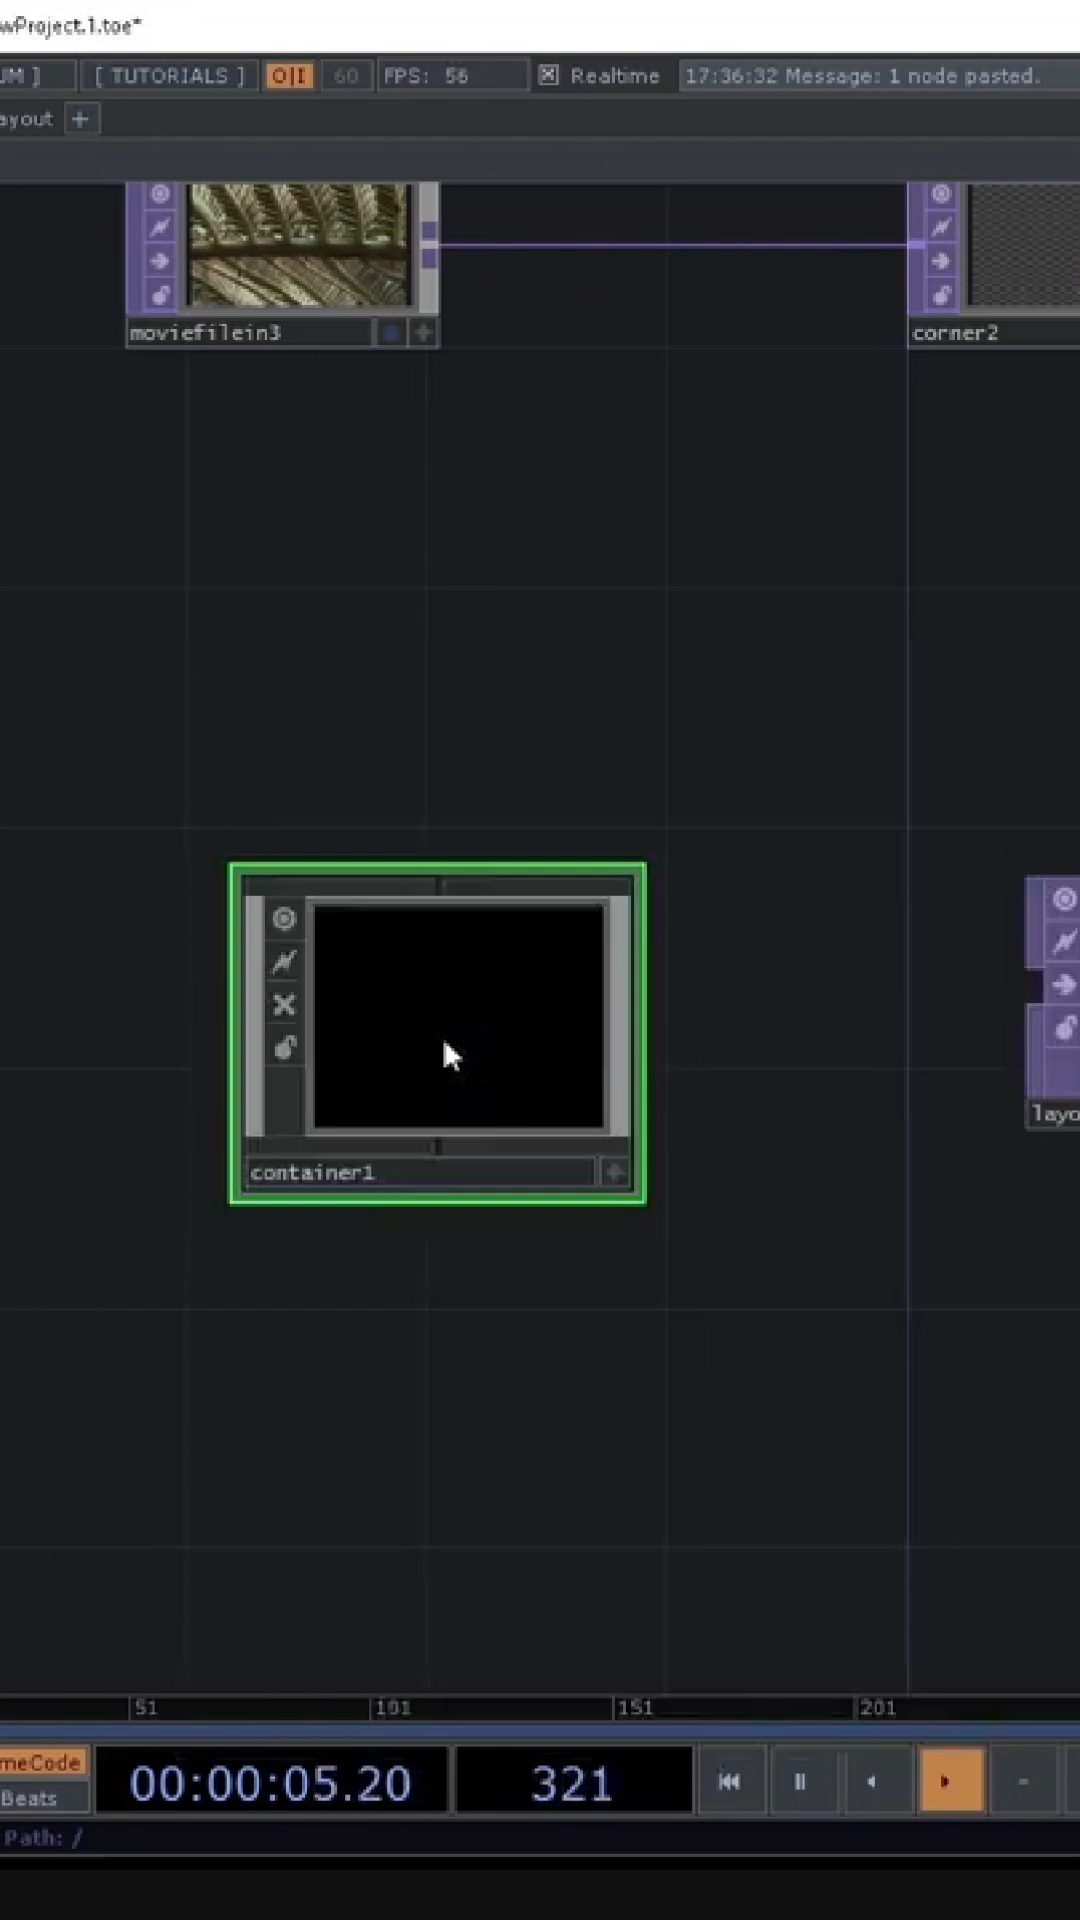 wProject.1.toe*
UM ] [ TUTORIALS ] O|I 60 FPS: 56 Realtime 17:36:32 Message: 1 node pasted.
ayout +
moviefilein3
corner2
container1
layo
51 101 151 201
meCode
Beats
00:00:05.20 321
Path: /